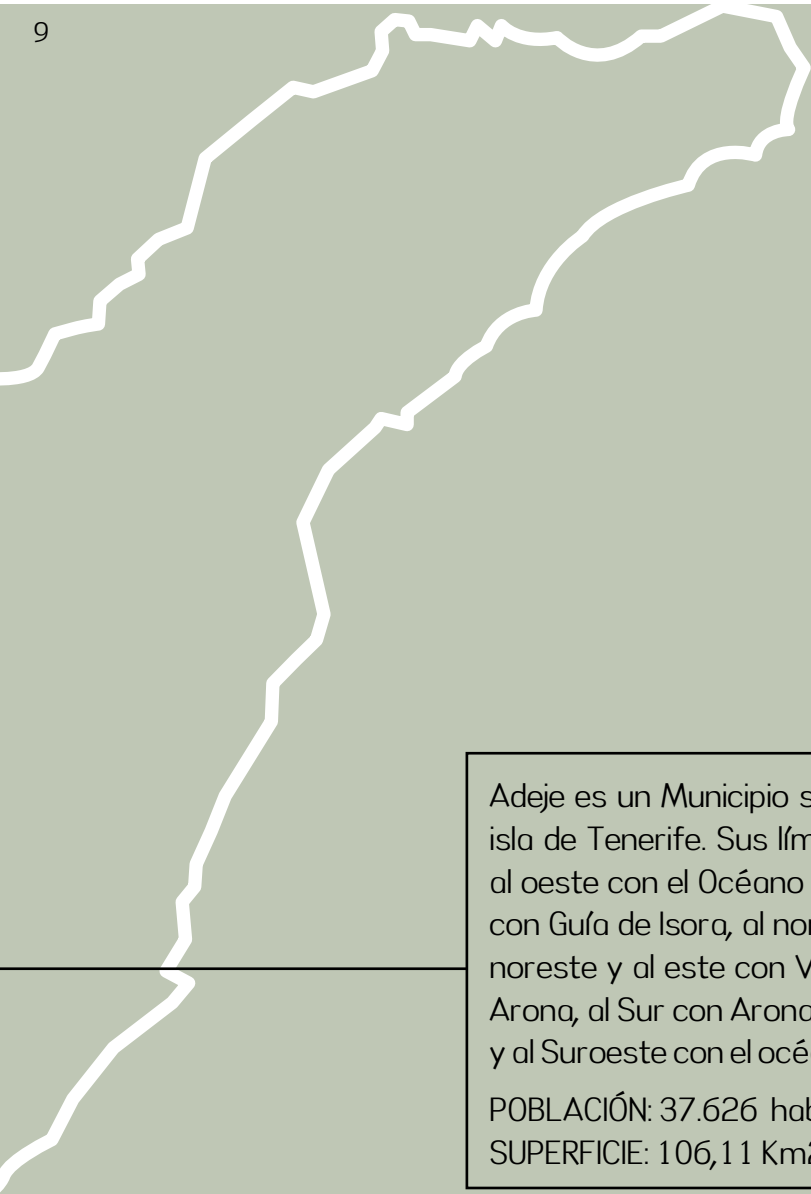 9
Adeje es un Municipio s
isla de Tenerife. Sus lím
al oeste con el Océano
con Guía de Isora, al nor
noreste y al este con V
Arona, al Sur con Arona
y al Suroeste con el océ
POBLACIÓN: 37.626 hab
SUPERFICIE: 106,11 Km2